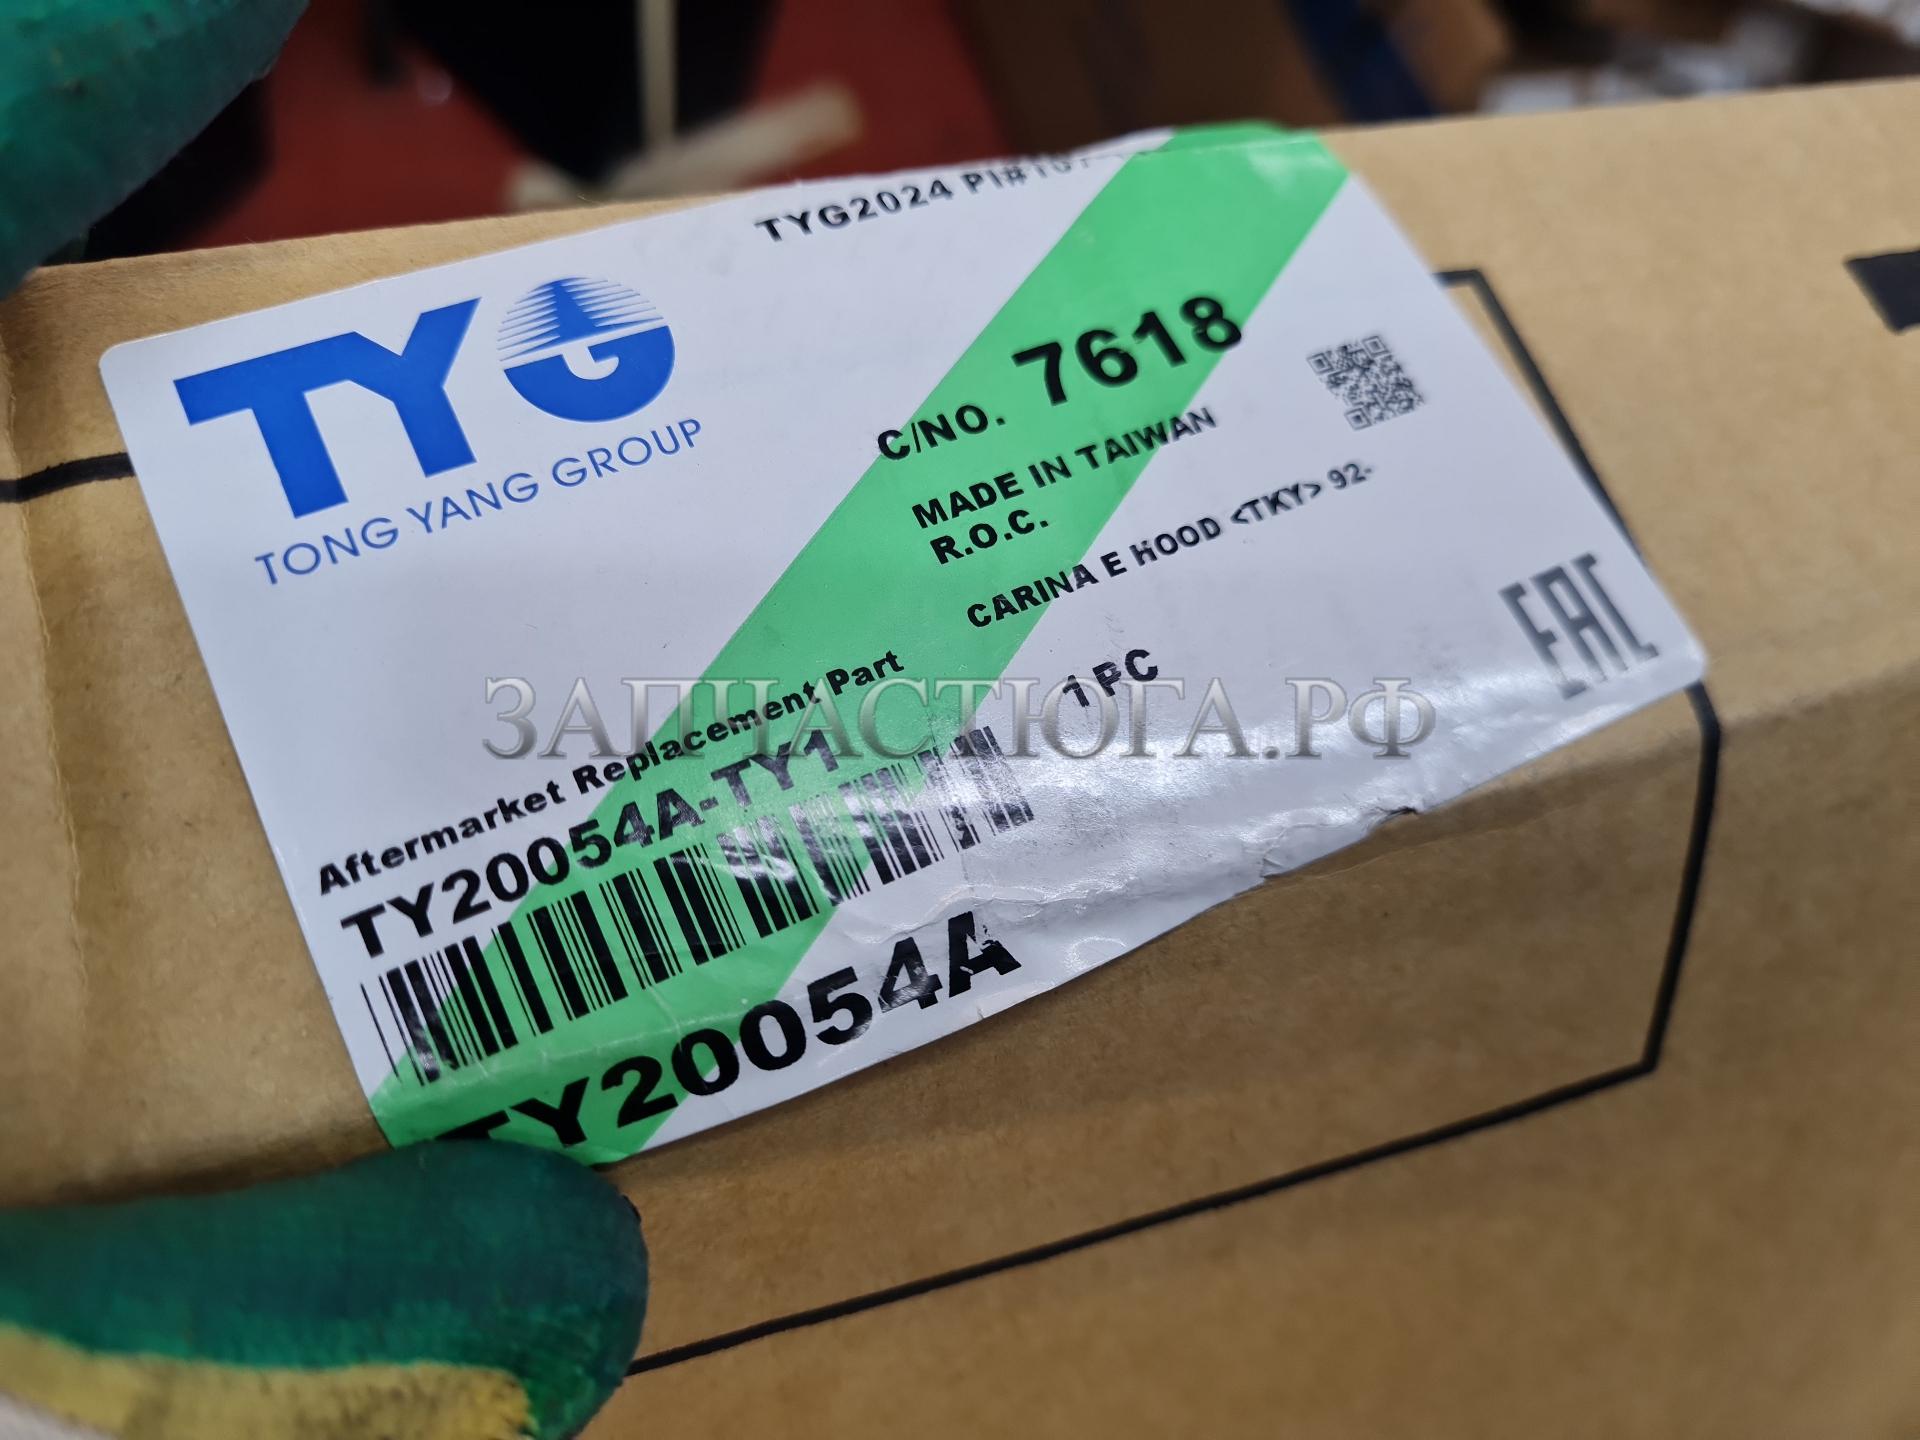 TYG2024 PI#
TYG
TONG YANG GROUP
C/NO. 7618
MADE IN TAIWAN
R.O.C.
CARINA E HOOD <TKY> 92-
EAC
Aftermarket Replacement Part
1 PC
TY20054A-TY1
TY20054A
ЗАПЧАСТЮГА.РФ